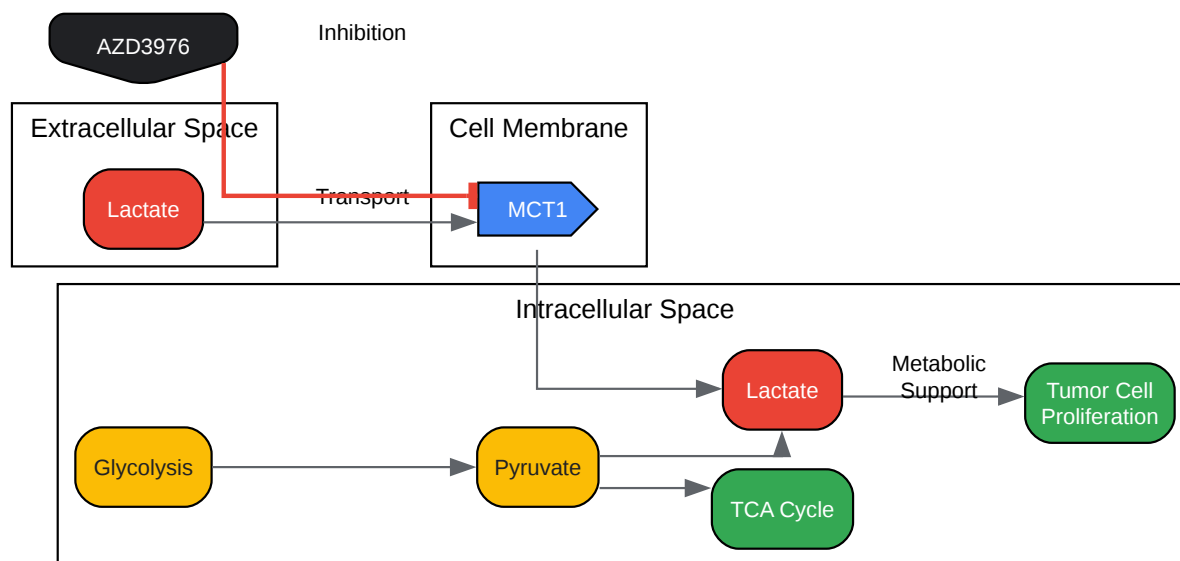 AZD3976
Inhibition
Extracellular Space
Cell Membrane
Lactate
Transport
MCT1
Intracellular Space
Metabolic
Support
Lactate
Tumor Cell
Proliferation
Glycolysis
Pyruvate
TCA Cycle